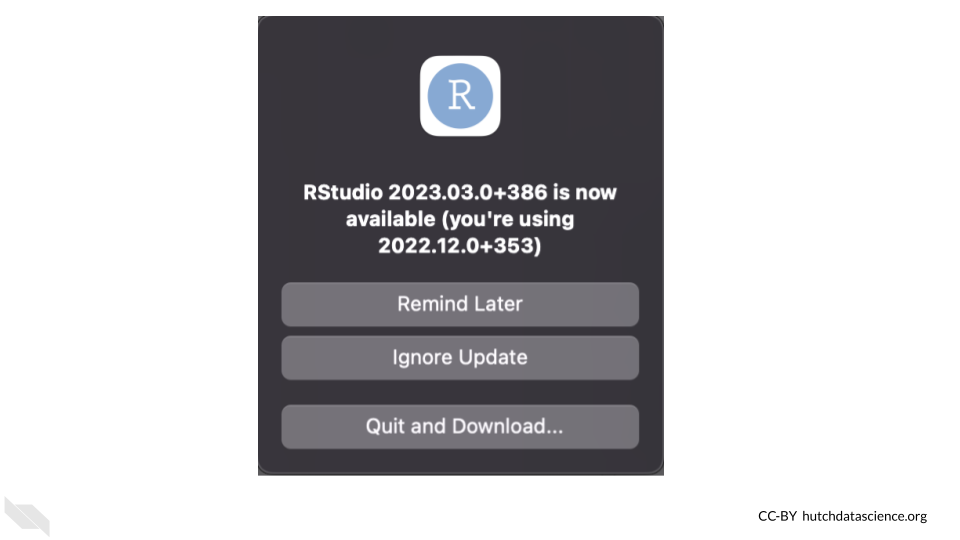 R
RStudio 2023.03.0+386 is now
available (you're using
2022.12.0+353)
Remind Later
Ignore Update
Quit and Download...
CC-BY hutchdatascience.org